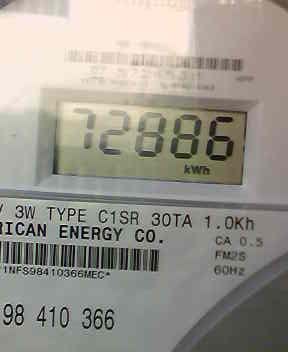 72886
kWh
V 3W TYPE C1SR 30TA 1.0Kh
RICAN ENERGY CO.
CA 0.5
FM2S
60Hz
1NFS98410366MEC*
98 410 366